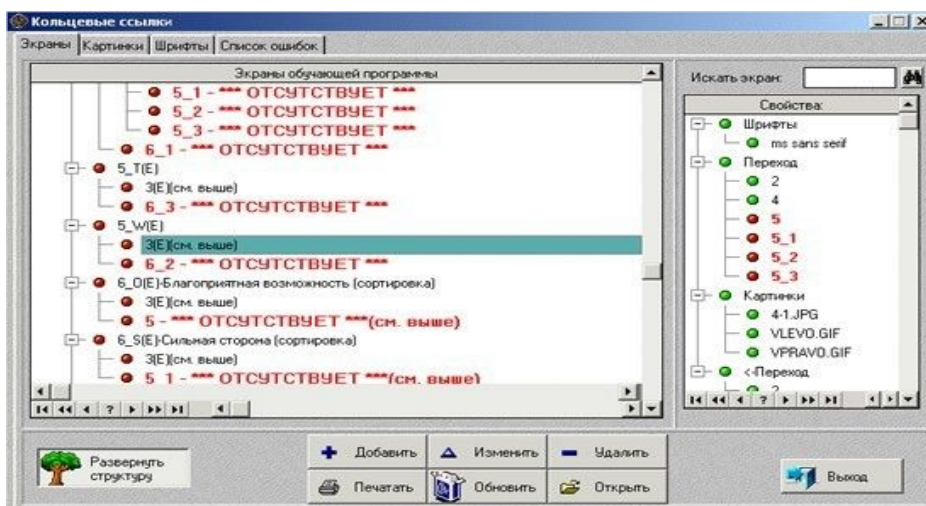 Кольцевые ссылки
Экраны Картинки Шрифты Список ошибок
Экраны обучающей программы
5_1 - *** ОТСУТСТВУЕТ ***
5_2 - *** ОТСУТСТВУЕТ ***
5_3 - *** ОТСУТСТВУЕТ ***
6_1 - *** ОТСУТСТВУЕТ ***
5_T(E)
3(E)(см. выше)
6_3 - *** ОТСУТСТВУЕТ ***
5_W(E)
3(E)(см. выше)
6_2 - *** ОТСУТСТВУЕТ ***
6_O(E)-Благоприятная возможность (сортировка)
3(E)(см. выше)
5 - *** ОТСУТСТВУЕТ ***(см. выше)
6_S(E)-Сильная сторона (сортировка)
3(E)(см. выше)
5_1 - *** ОТСУТСТВУЕТ ***(см. выше)
Искать экран:
Свойства:
Шрифты
ms sans serif
Переход
2
4
5
5_1
5_2
5_3
Картинки
4-1.JPG
VLEVO.GIF
VPRAVO.GIF
<-Переход
2
Развернуть
структуру
Добавить Изменить Удалить
Печатать Обновить Открыть
Выход